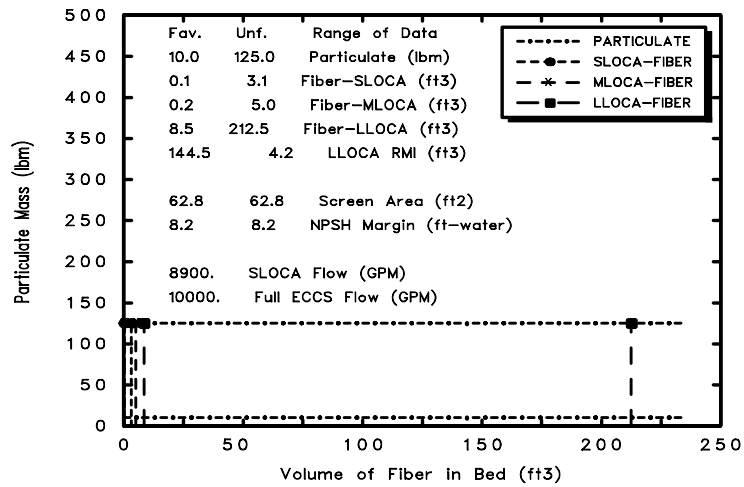 500
450
400
350
300
250
200
150
100
50
0
Particulate Mass (lbm)
Fav. Unf. Range of Data
10.0 125.0 Particulate (lbm)
0.1 3.1 Fiber-SLOCA (ft3)
0.2 5.0 Fiber-MLOCA (ft3)
8.5 212.5 Fiber-LLOCA (ft3)
144.5 4.2 LLOCA RMI (ft3)
62.8 62.8 Screen Area (ft2)
8.2 8.2 NPSH Margin (ft-water)
8900. SLOCA Flow (GPM)
10000. Full ECCS Flow (GPM)
PARTICULATE
SLOCA-FIBER
MLOCA-FIBER
LLOCA-FIBER
0 50 100 150 200 250
Volume of Fiber in Bed (ft3)